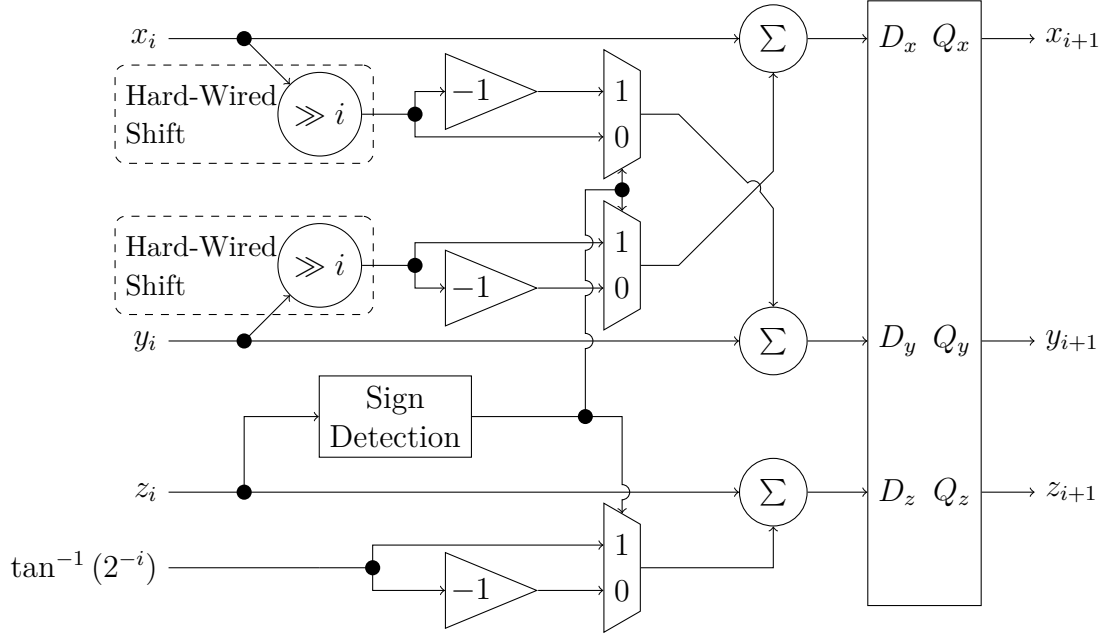 x_i
Hard-Wired
Shift
≫ i
−1
1
0
Σ
D_x Q_x
x_{i+1}
Hard-Wired
Shift
≫ i
−1
1
0
y_i
Σ
D_y Q_y
y_{i+1}
Sign
Detection
z_i
Σ
D_z Q_z
z_{i+1}
tan^{−1} (2^{−i})
−1
1
0